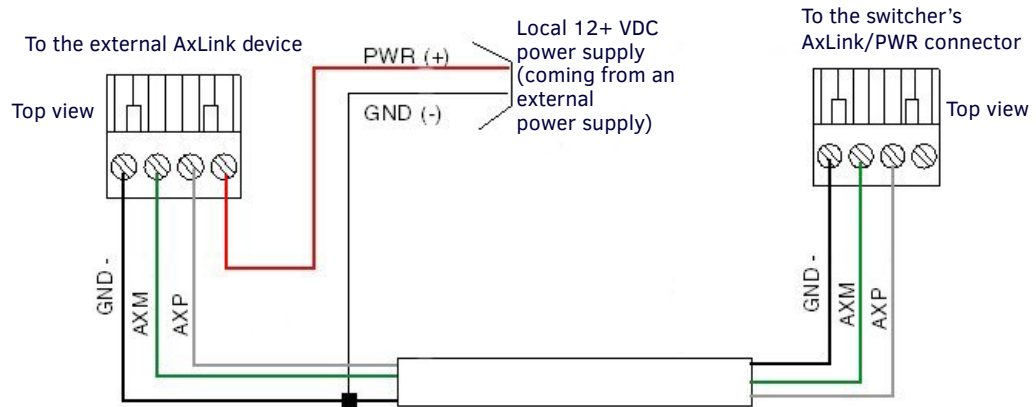 To the external AxLink device
Top view
PWR (+)
GND (-)
Local 12+ VDC
power supply
(coming from an
external
power supply)
To the switcher's
AxLink/PWR connector
Top view
GND -
AXM
AXP
GND -
AXM
AXP